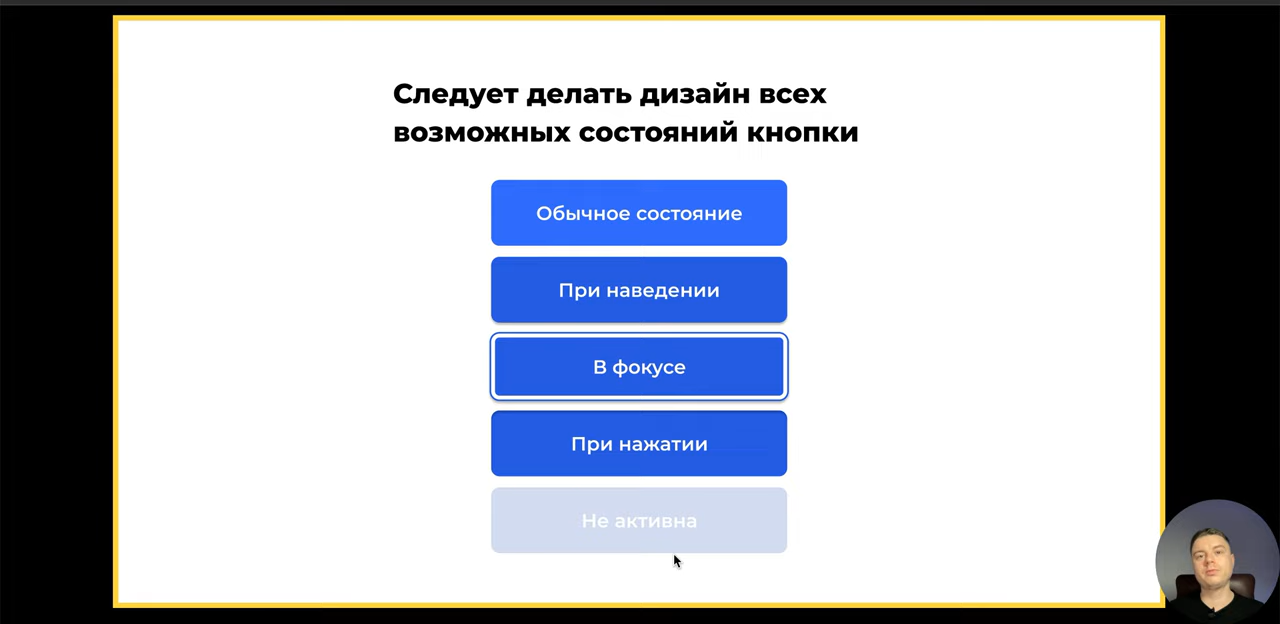 Следует делать дизайн всех
возможных состояний кнопки
Обычное состояние
При наведении
В фокусе
При нажатии
Не активна